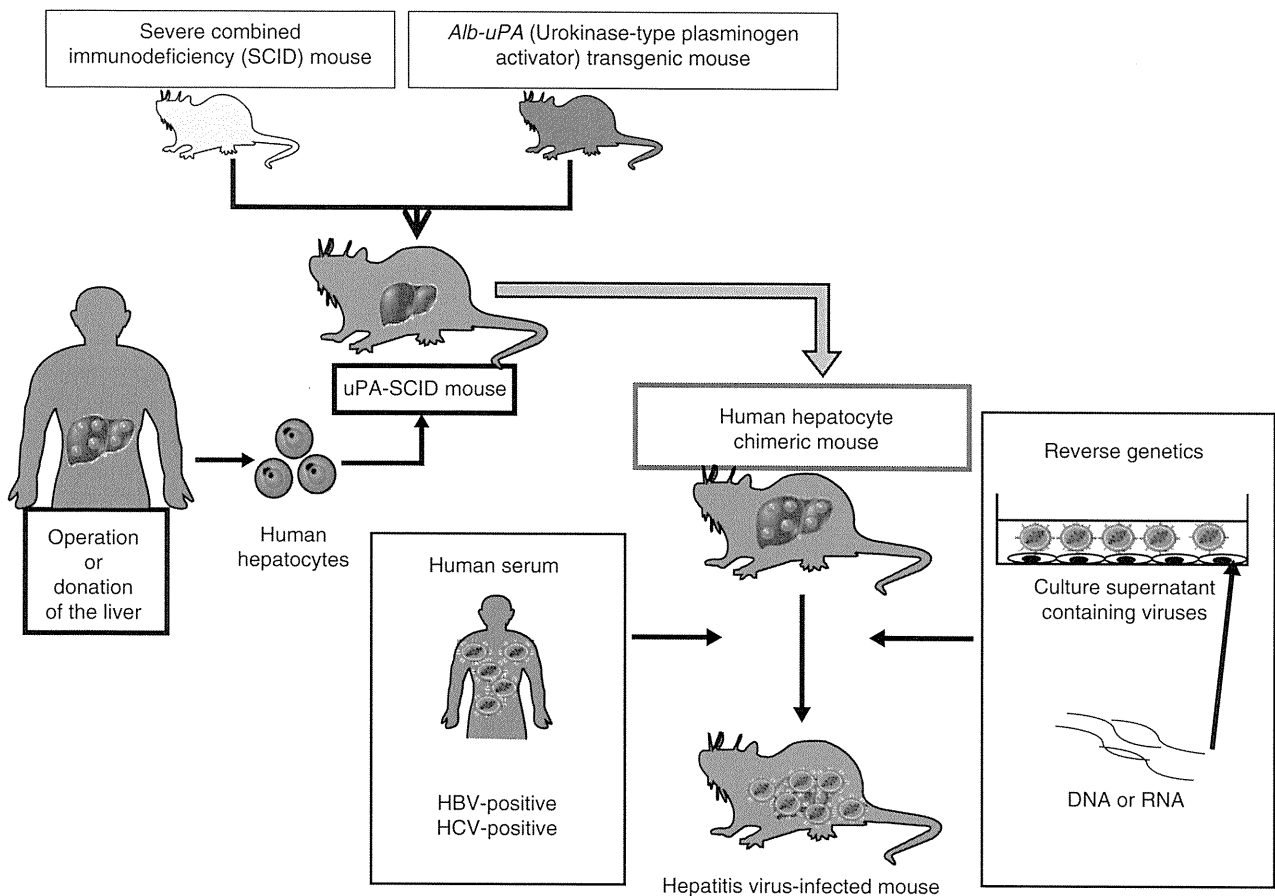 Severe combined
immunodeficiency (SCID) mouse
Alb-uPA (Urokinase-type plasminogen
activator) transgenic mouse
uPA-SCID mouse
Human hepatocyte
chimeric mouse
Reverse genetics
Operation
or
donation
of the liver
Human
hepatocytes
Human serum
Culture supernatant
containing viruses
HBV-positive
HCV-positive
DNA or RNA
Hepatitis virus-infected mouse